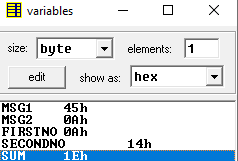 variables
size: byte elements: 1
edit show as: hex
MSG1 45h
MSG2 0Ah
FIRSTNO 0Ah
SECONDNO 14h
SUM 1Eh